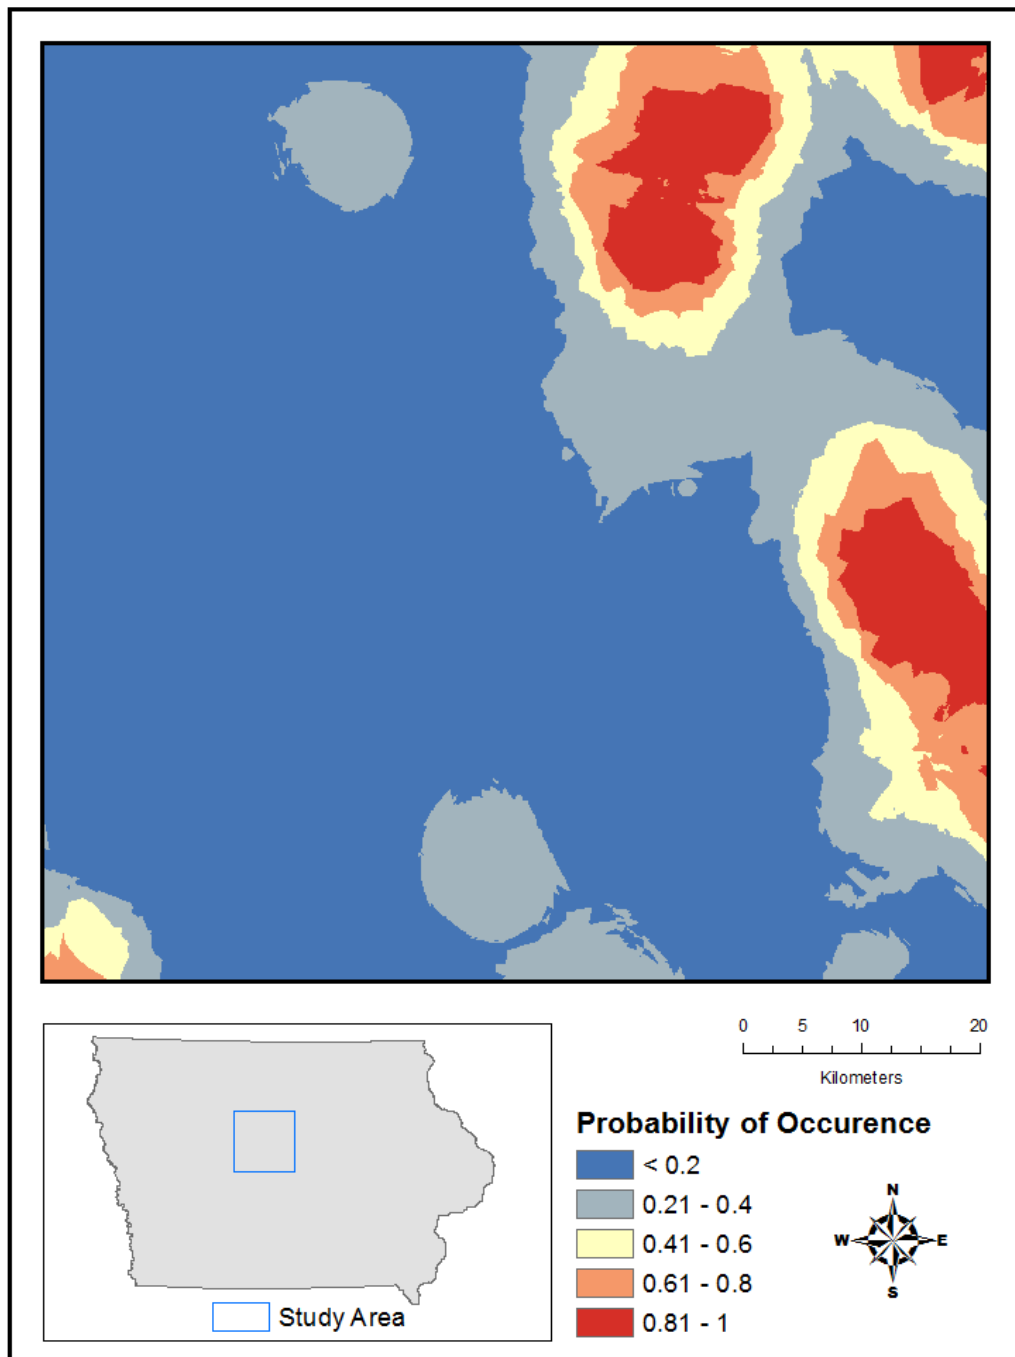 0 5 10 20
Kilometers
Probability of Occurence
< 0.2
0.21 - 0.4
0.41 - 0.6
0.61 - 0.8
0.81 - 1
N
W E
S
Study Area